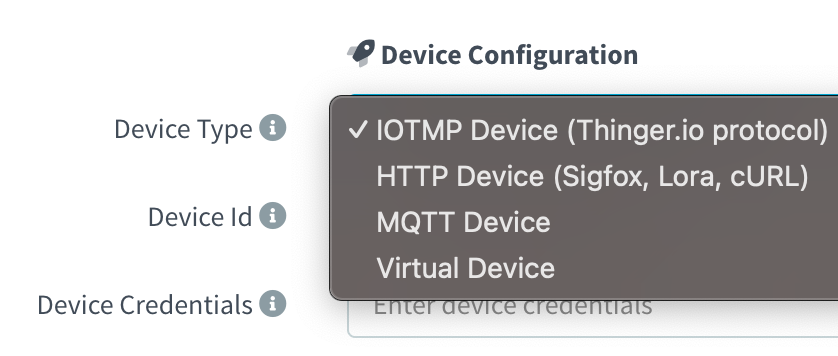 Device Configuration
Device Type
✓ IOTMP Device (Thinger.io protocol)
HTTP Device (Sigfox, Lora, cURL)
MQTT Device
Virtual Device
Device Id
Device Credentials
Enter device credentials